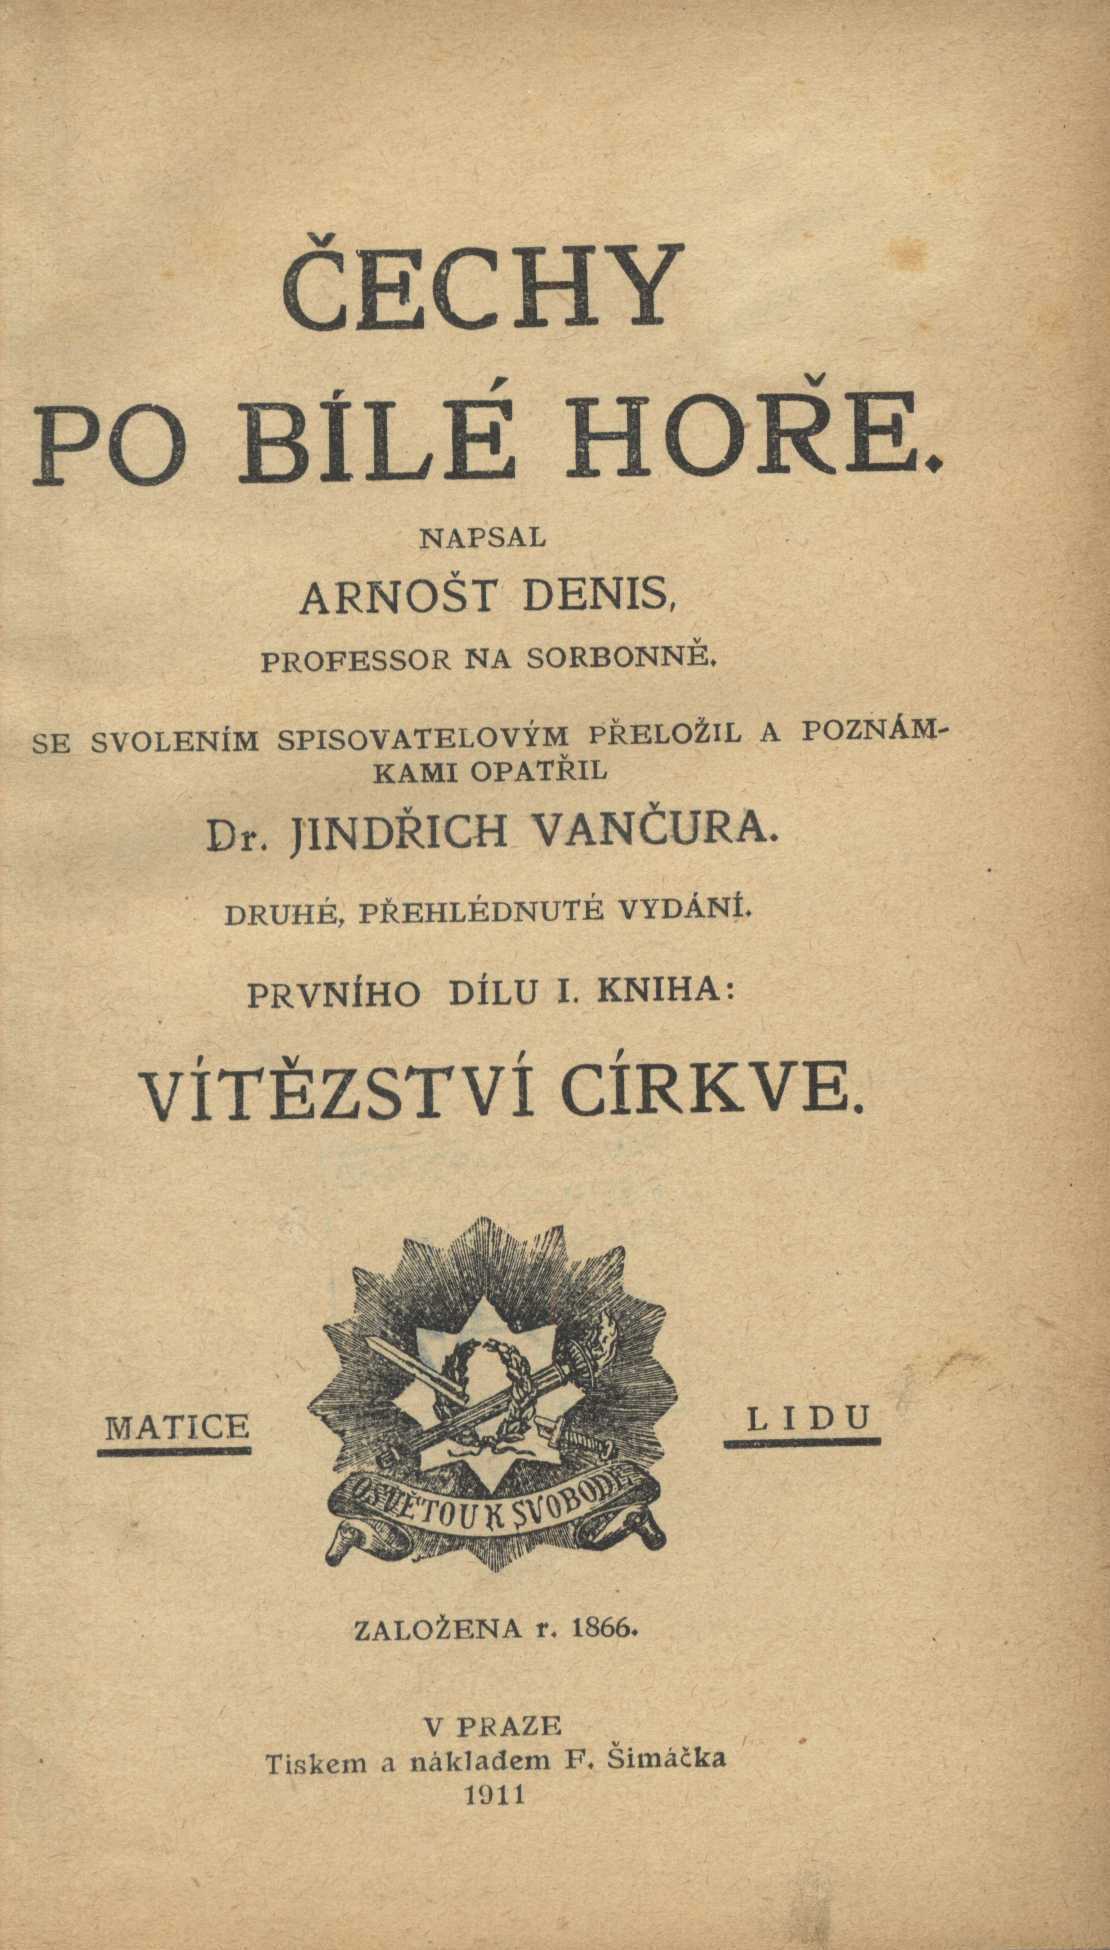 ČECHY
PO BÍLÉ HOŘE.
NAPSAL
ARNOŠT DENIS,
PROFESSOR NA SORBONNĚ.
SE SVOLENÍM SPISOVATELOVÝM PŘELOŽIL A POZNÁM-
KAMI OPATŘIL
Dr. JINDŘICH VANČURA.
DRUHÉ, PŘEHLÉDNUTÉ VYDÁNÍ.
PRVNÍHO DÍLU I. KNIHA:
VÍTĚZSTVÍ CÍRKVE.
MATICE LIDU
OSVĚTOU K SVOBODĚ
ZALOŽENA r. 1866.
V PRAZE
Tiskem a nákladem F. Šimáčka
1911